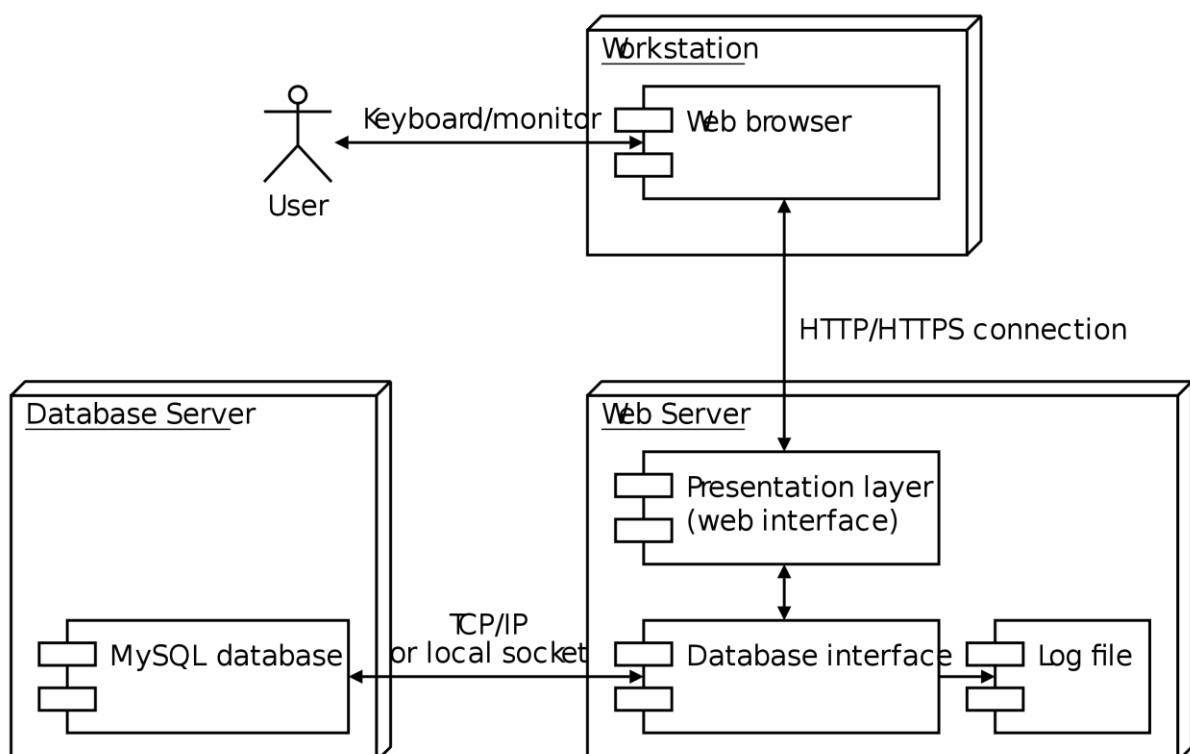 Workstation
Keyboard/monitor
Web browser
User
HTTP/HTTPS connection
Database Server
Web Server
Presentation layer
(web interface)
TCP/IP
or local socket
MySQL database
Database interface
Log file